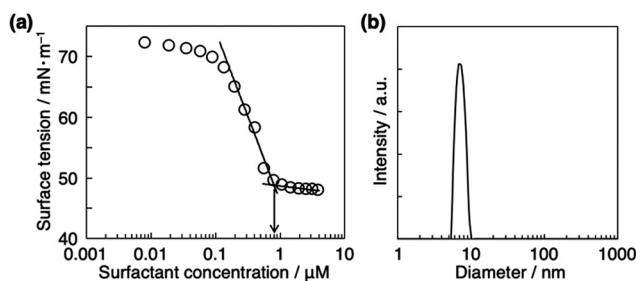 (a)
70
60
50
40
Surface tension / mN·m⁻¹
0.001
0.01
0.1
1
10
Surfactant concentration / µM
(b)
Intensity / a.u.
1
10
100
1000
Diameter / nm